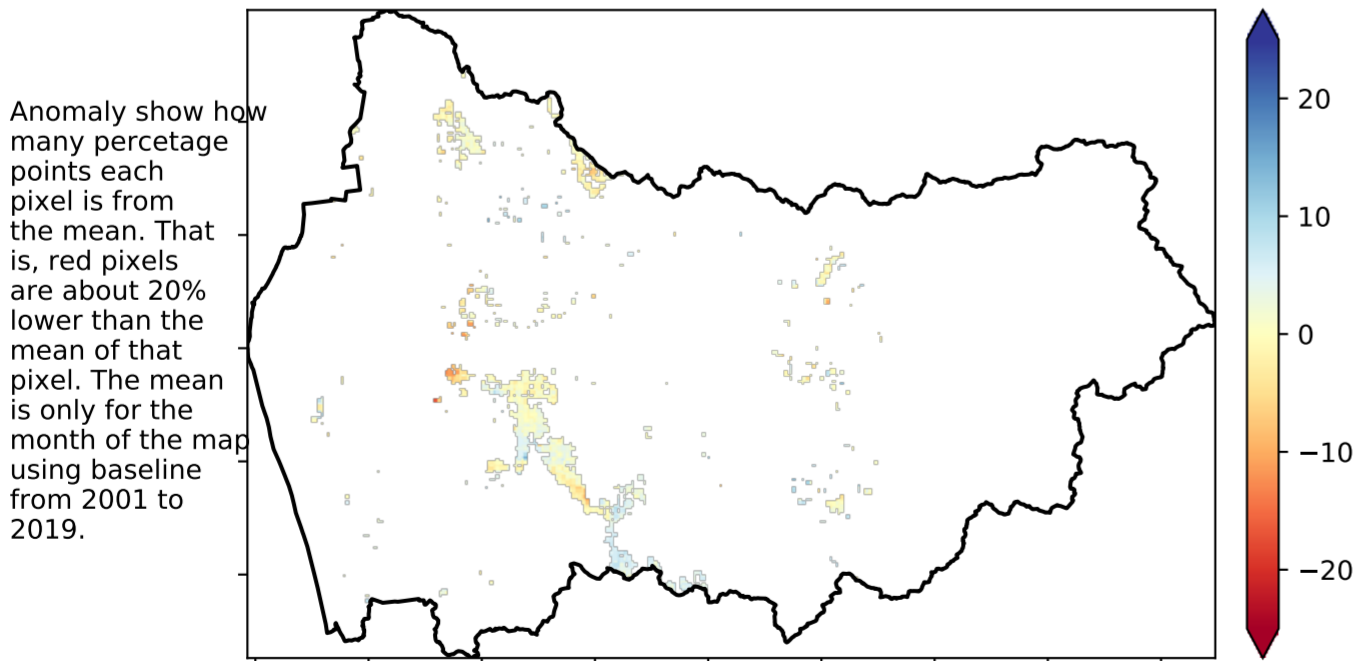 Anomaly show how
many percetage
points each
pixel is from
the mean. That
is, red pixels
are about 20%
lower than the
mean of that
pixel. The mean
is only for the
month of the map
using baseline
from 2001 to
2019.
20
10
0
−10
−20